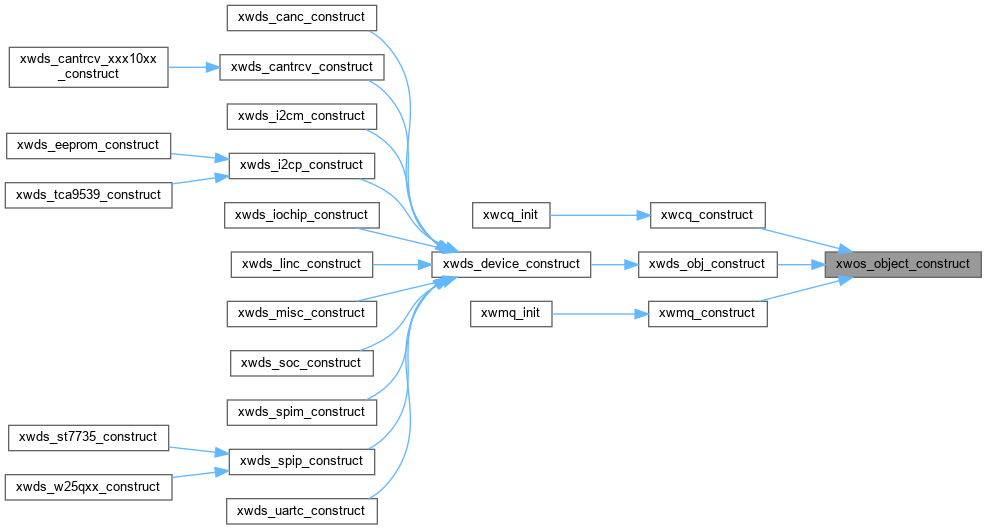 xwds_canc_construct
xwds_cantrcv_xxx10xx
_construct
xwds_cantrcv_construct
xwds_i2cm_construct
xwds_eeprom_construct
xwds_i2cp_construct
xwds_tca9539_construct
xwds_iochip_construct
xwcq_init
xwcq_construct
xwds_linc_construct
xwds_device_construct
xwds_obj_construct
xwos_object_construct
xwds_misc_construct
xwmq_init
xwmq_construct
xwds_soc_construct
xwds_spim_construct
xwds_st7735_construct
xwds_spip_construct
xwds_w25qxx_construct
xwds_uartc_construct